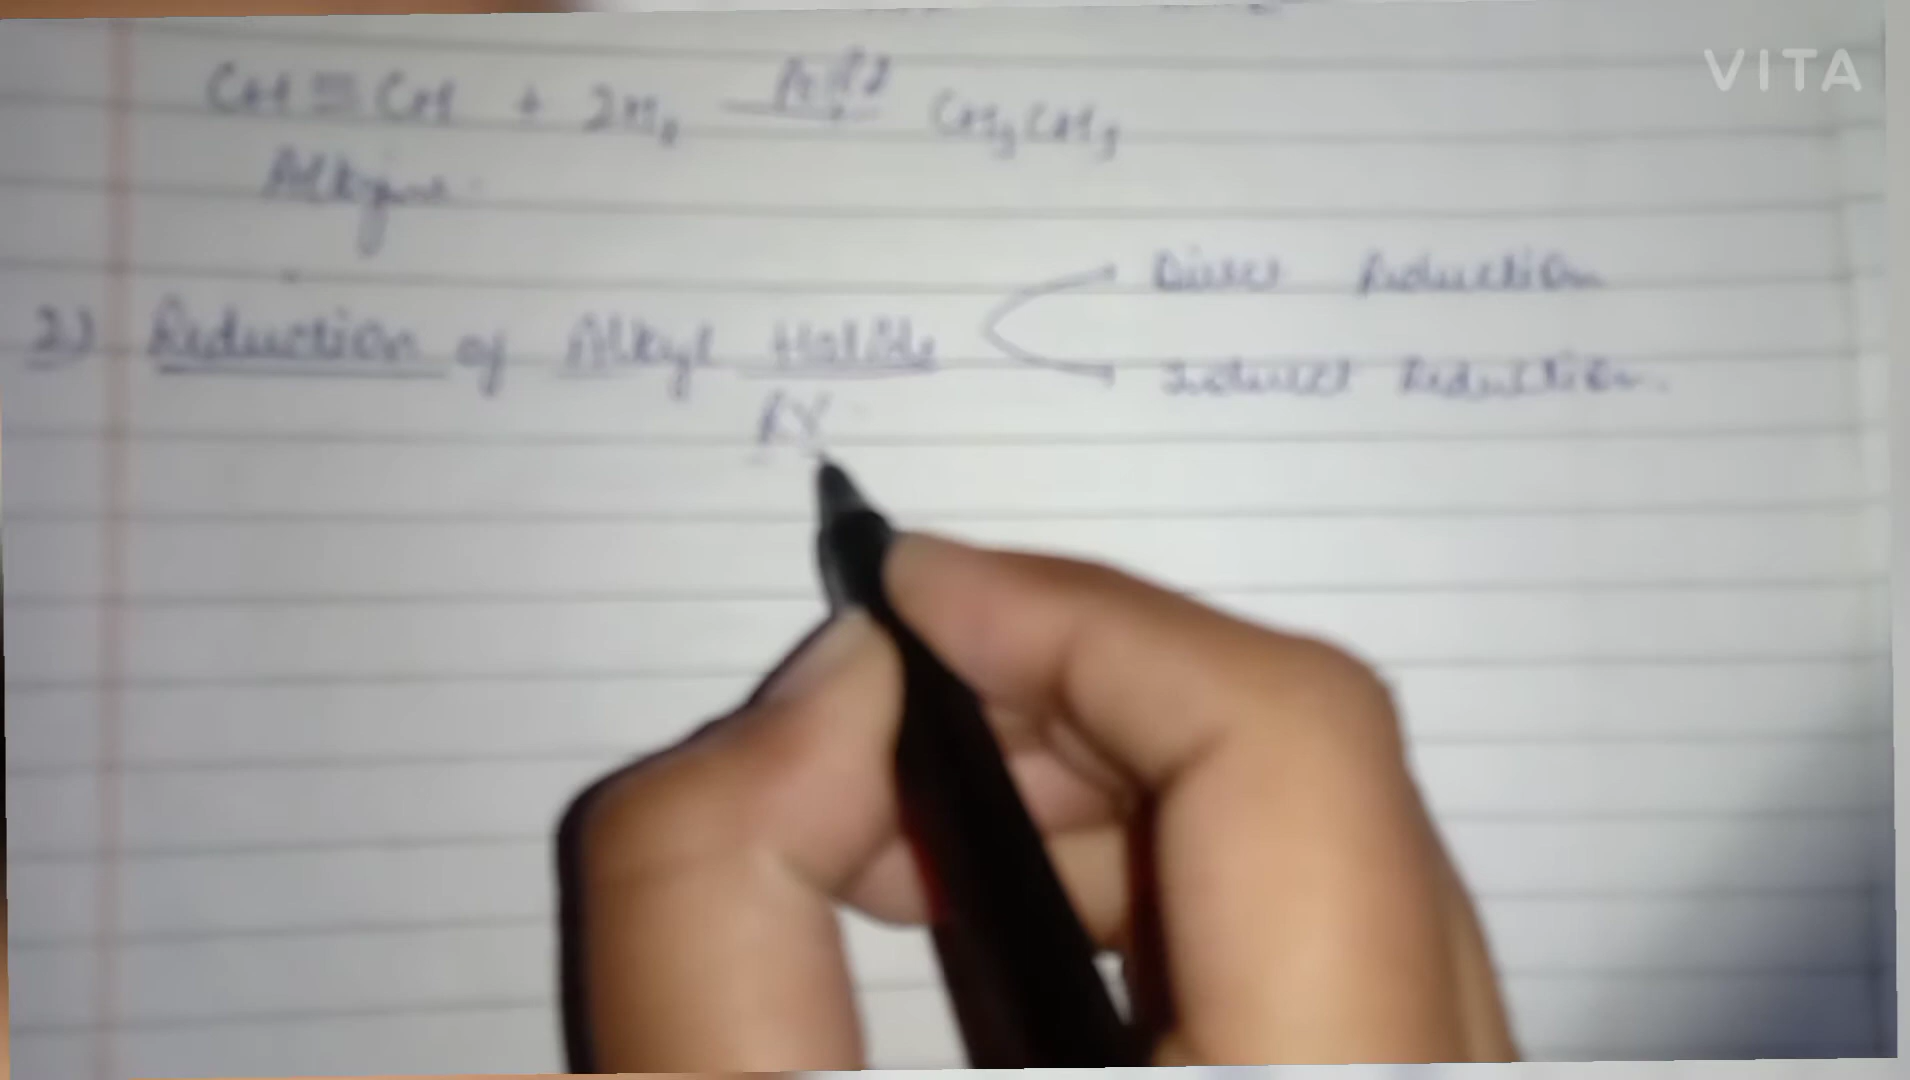 VITA
CH ≡ CH + 2H₂ CH₃CH₃
Alkyne
2) Reduction of Alkyl Halide
Direct Reduction
Indirect Reduction.
RX